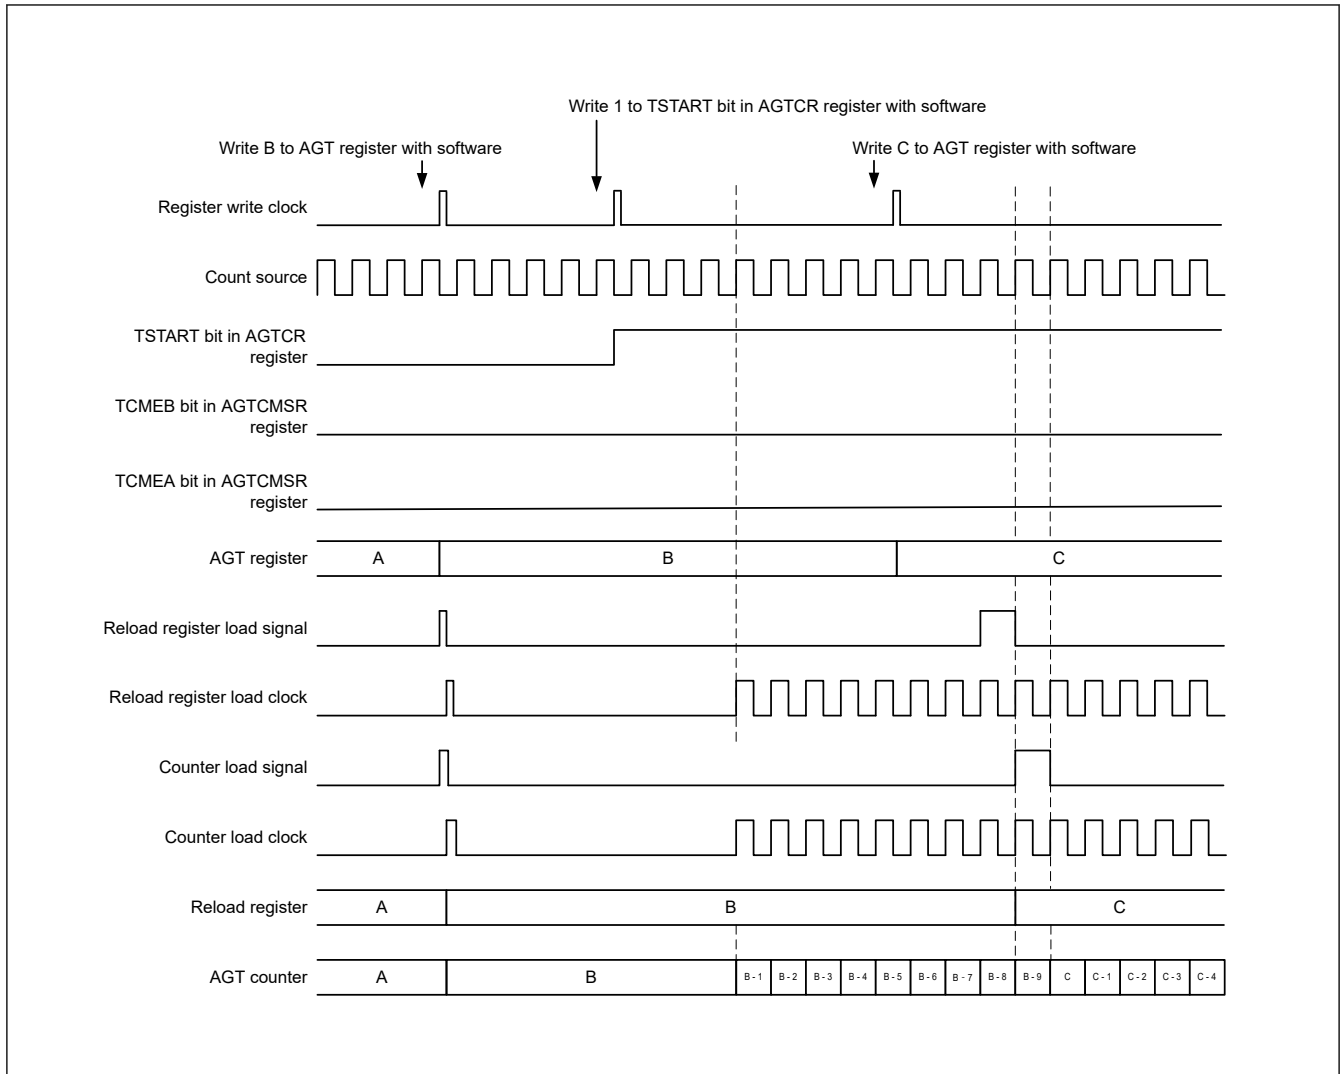 Write 1 to TSTART bit in AGTCR register with software
Write B to AGT register with software
Write C to AGT register with software
Register write clock
Count source
TSTART bit in AGTCR
register
TCMEB bit in AGTCMSR
register
TCMEA bit in AGTCMSR
register
AGT register
A
B
C
Reload register load signal
Reload register load clock
Counter load signal
Counter load clock
Reload register
A
B
C
AGT counter
A
B
B - 1
B - 2
B - 3
B - 4
B - 5
B - 6
B - 7
B - 8
B - 9
C
C - 1
C - 2
C - 3
C - 4